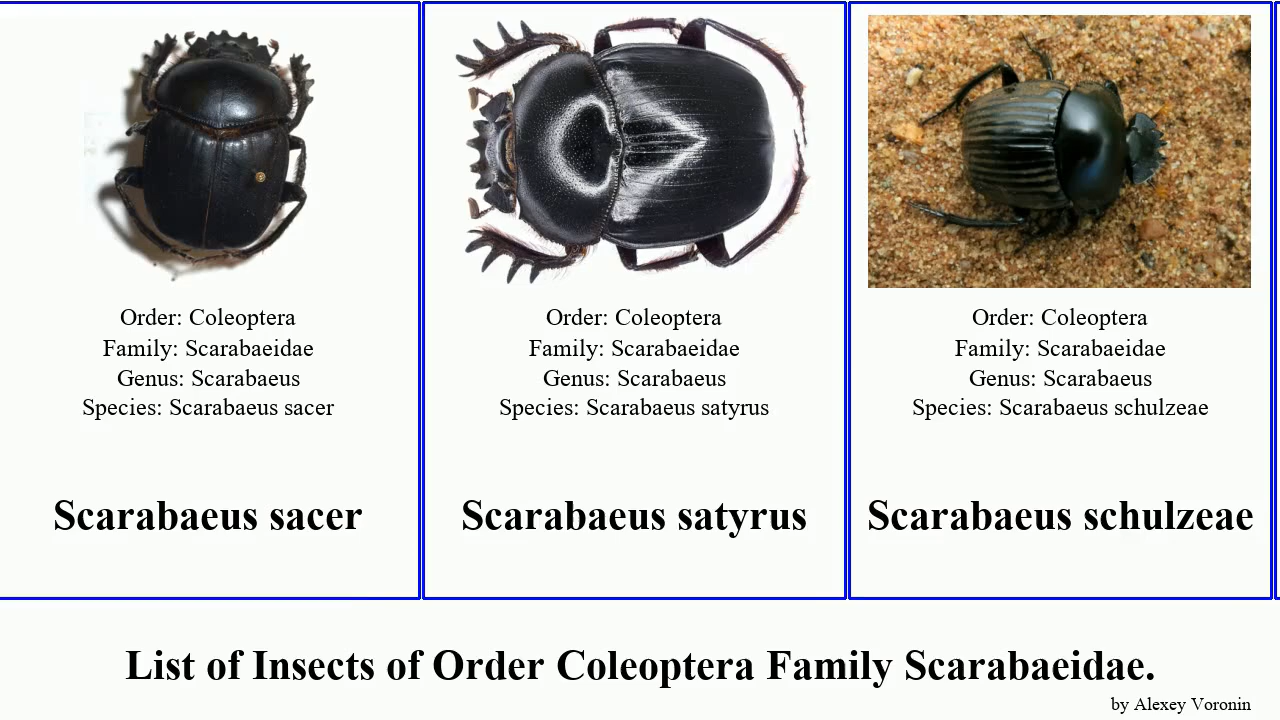 Order: Coleoptera
Family: Scarabaeidae
Genus: Scarabaeus
Species: Scarabaeus sacer
Scarabaeus sacer
Order: Coleoptera
Family: Scarabaeidae
Genus: Scarabaeus
Species: Scarabaeus satyrus
Scarabaeus satyrus
Order: Coleoptera
Family: Scarabaeidae
Genus: Scarabaeus
Species: Scarabaeus schulzeae
Scarabaeus schulzeae
List of Insects of Order Coleoptera Family Scarabaeidae.
by Alexey Voronin